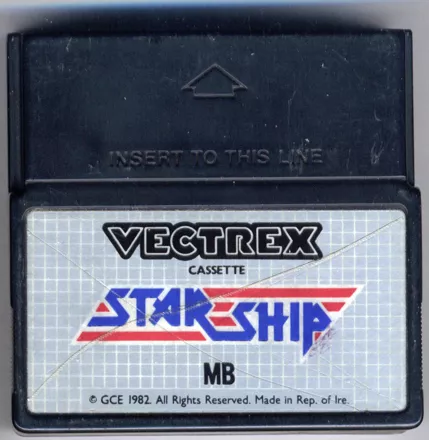 INSERT TO THIS LINE
VECTREX
CASSETTE
STAR SHIP
MB
© GCE 1982. All Rights Reserved. Made in Rep. of Ire.